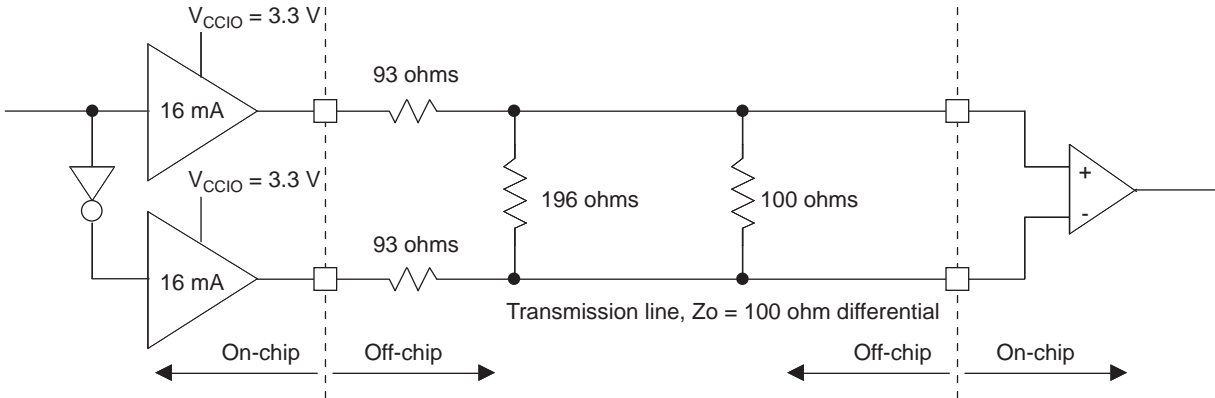 VCCIO = 3.3 V
93 ohms
16 mA
VCCIO = 3.3 V
196 ohms
100 ohms
+
-
93 ohms
16 mA
Transmission line, Zo = 100 ohm differential
On-chip
Off-chip
Off-chip
On-chip